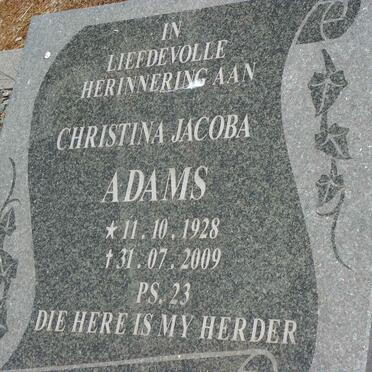 IN
LIEFDEVOLLE
HERINNERING AAN
CHRISTINA JACOBA
ADAMS
★ 11.10.1928
† 31.07.2009
PS. 23
DIE HERE IS MY HERDER